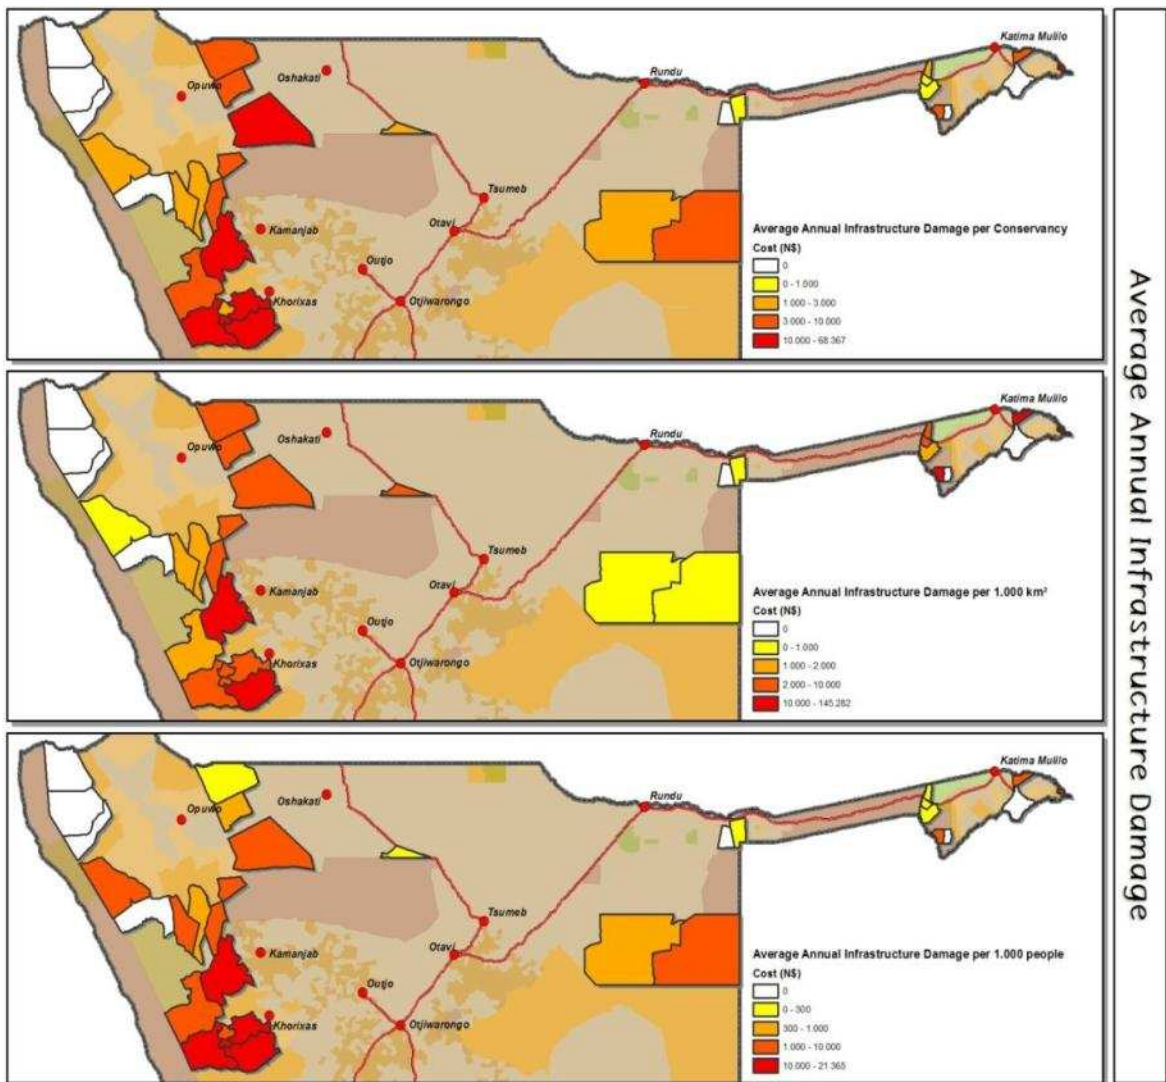 Katima Mulilo
Oshakati
Rundu
Opuwo
Tsumeb
Kamanjab
Otavi
Outjo
Khorixas
Otjiwarongo
Average Annual Infrastructure Damage per Conservancy
Cost (N$)
0
0 - 1.000
1.000 - 3.000
3.000 - 10.000
10.000 - 68.367
Katima Mulilo
Oshakati
Rundu
Opuwo
Tsumeb
Kamanjab
Otavi
Outjo
Khorixas
Otjiwarongo
Average Annual Infrastructure Damage per 1.000 km²
Cost (N$)
0
0 - 1.000
1.000 - 2.000
2.000 - 10.000
10.000 - 145.282
Katima Mulilo
Oshakati
Rundu
Opuwo
Tsumeb
Kamanjab
Otavi
Outjo
Khorixas
Otjiwarongo
Average Annual Infrastructure Damage per 1.000 people
Cost (N$)
0
0 - 300
300 - 1.000
1.000 - 10.000
10.000 - 21.365
Average Annual Infrastructure Damage